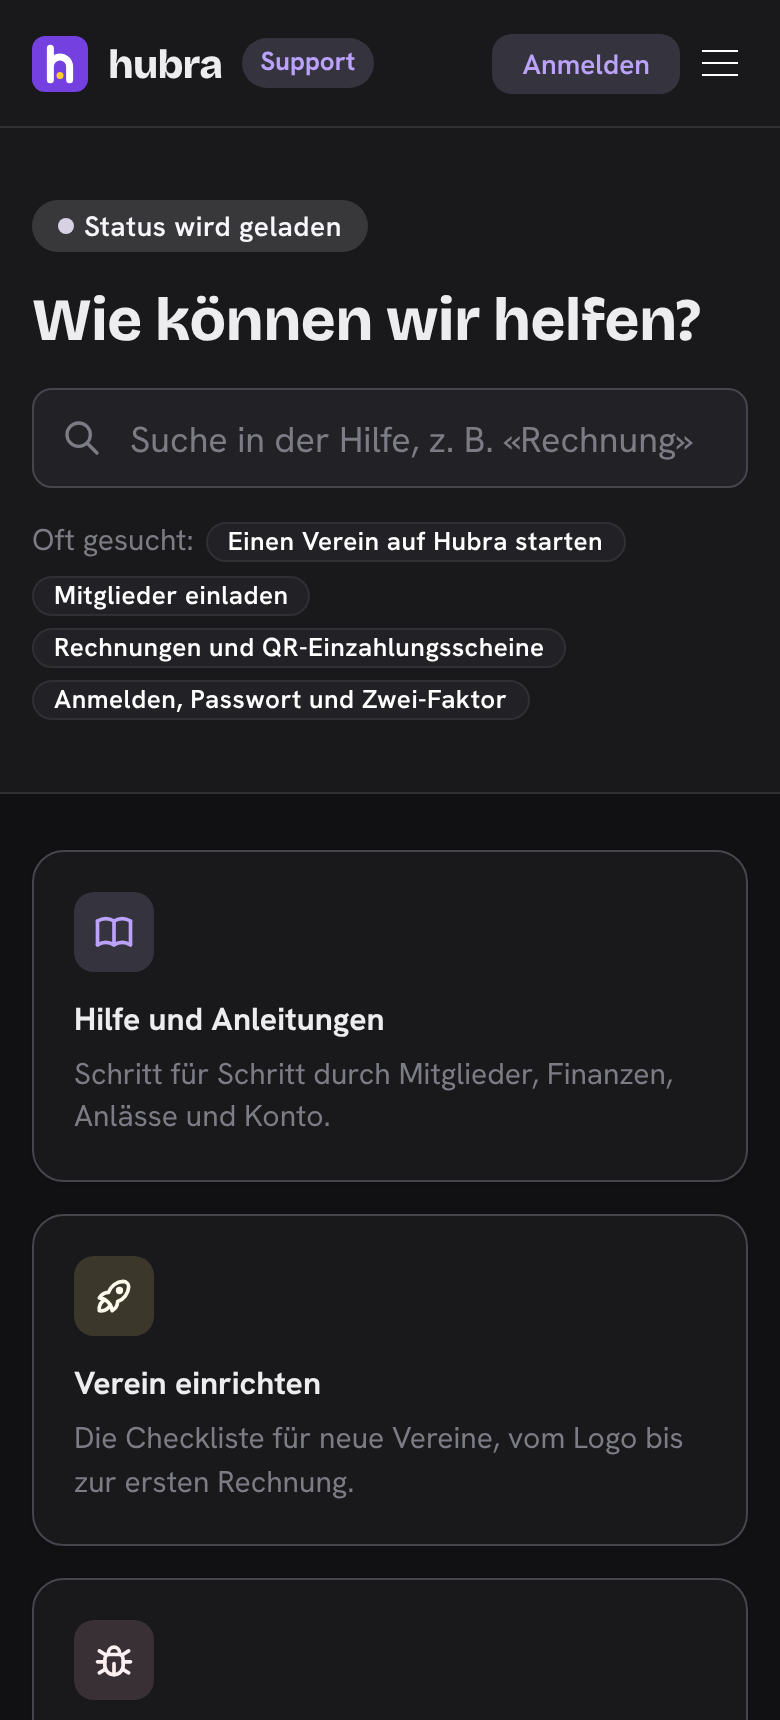 hubra Support Anmelden
Status wird geladen
Wie können wir helfen?
Suche in der Hilfe, z. B. «Rechnung»
Oft gesucht: Einen Verein auf Hubra starten
Mitglieder einladen
Rechnungen und QR-Einzahlungsscheine
Anmelden, Passwort und Zwei-Faktor
Hilfe und Anleitungen
Schritt für Schritt durch Mitglieder, Finanzen,
Anlässe und Konto.
Verein einrichten
Die Checkliste für neue Vereine, vom Logo bis
zur ersten Rechnung.